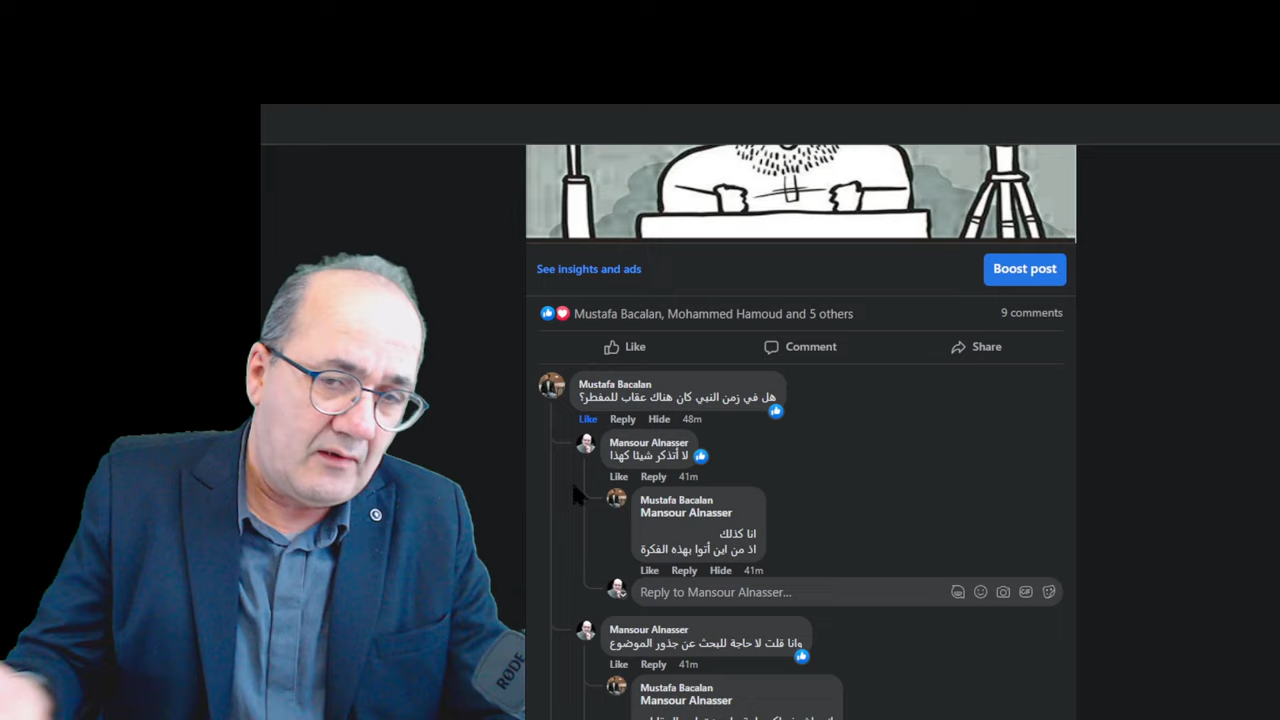 See insights and ads
Boost post
Mustafa Bacalan, Mohammed Hamoud and 5 others
9 comments
Like
Comment
Share
Mustafa Bacalan
هل في زمن النبي كان هناك عقاب للمفطر؟
Like Reply Hide 48m
Mansour Alnasser
لا أتذكر شيئا كهذا
Like Reply 41m
Mustafa Bacalan
Mansour Alnasser
انا كذلك
اذ من اين أتوا بهذه الفكرة
Like Reply Hide 41m
Reply to Mansour Alnasser...
GIF
Mansour Alnasser
وانا قلت لا حاجة للبحث عن جذور الموضوع
Like Reply 41m
Mustafa Bacalan
Mansour Alnasser
RØDE